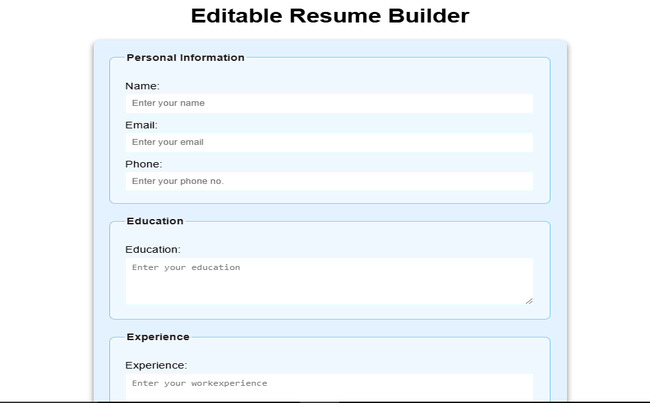 Editable Resume Builder
Personal Information
Name:
Enter your name
Email:
Enter your email
Phone:
Enter your phone no.
Education
Education:
Enter your education
Experience
Experience:
Enter your workexperience